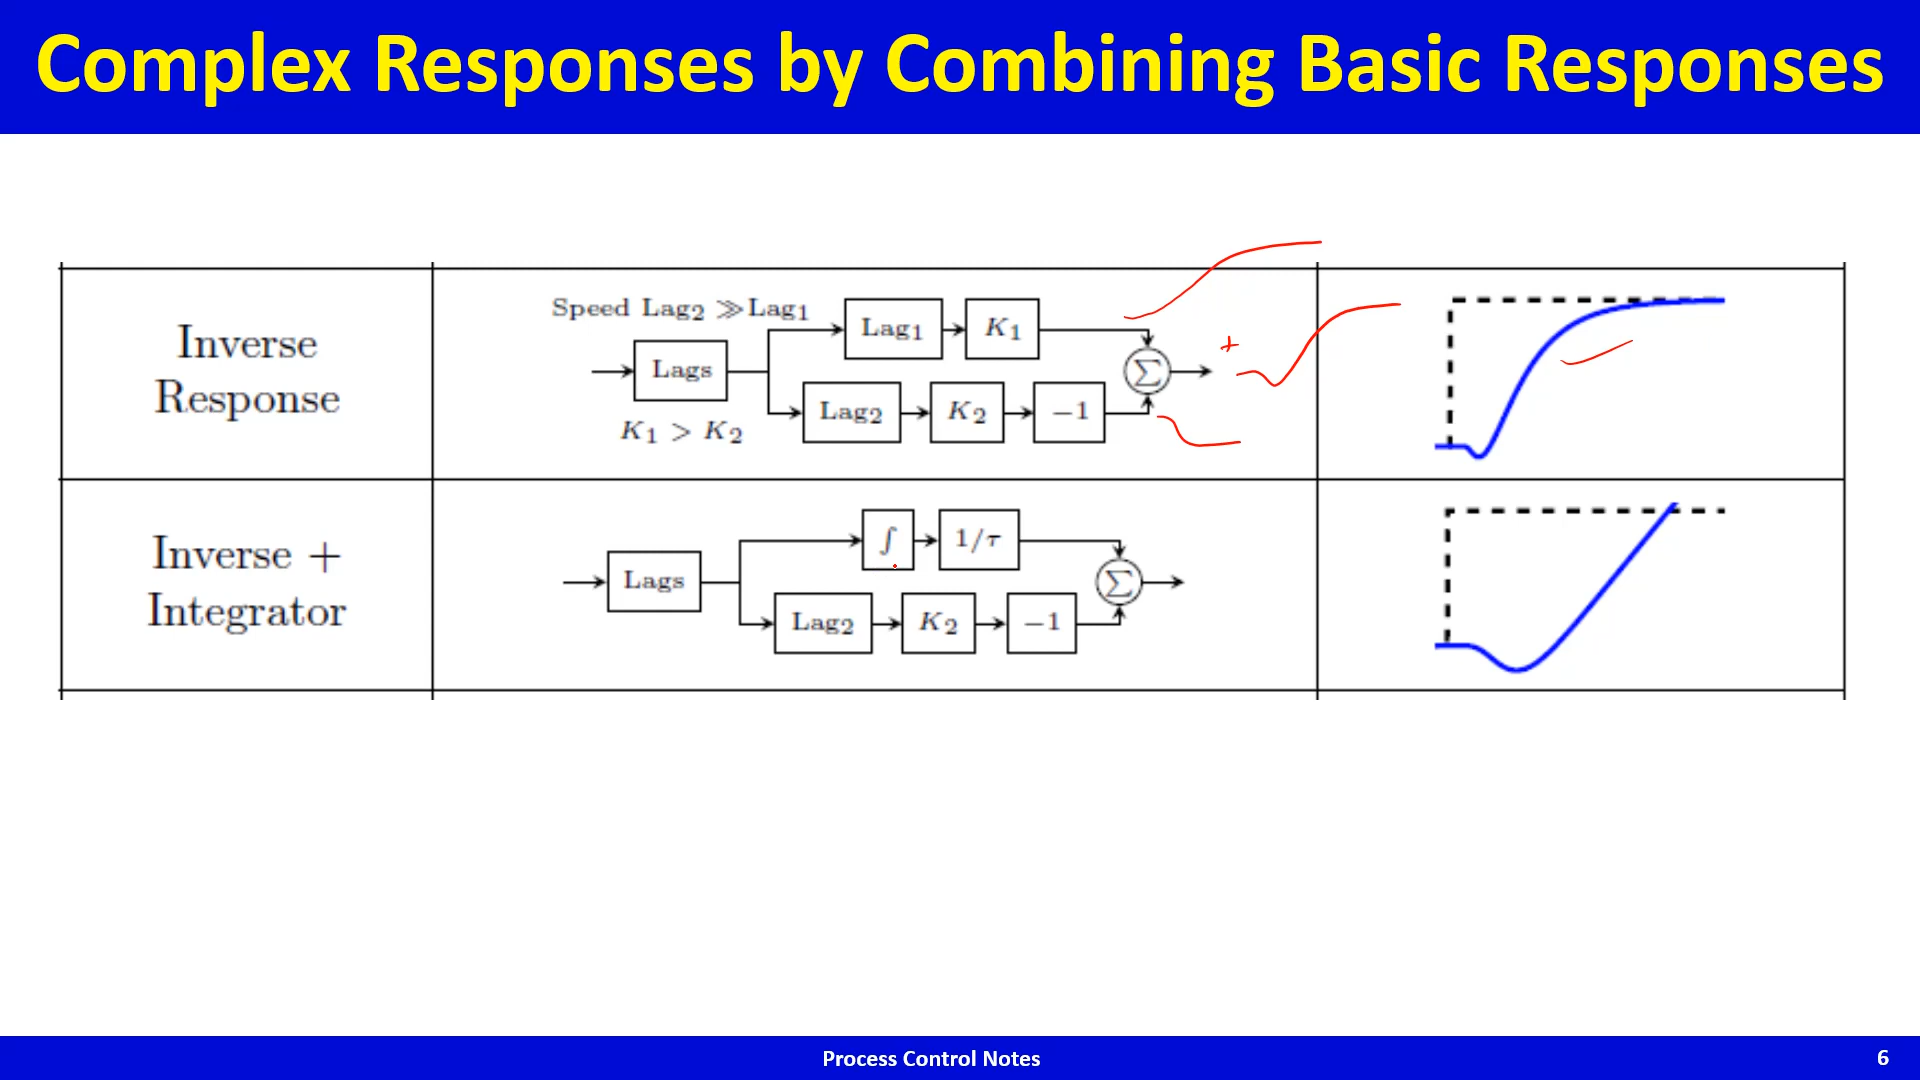 Complex Responses by Combining Basic Responses
Inverse
Response
Speed Lag₂ ≫ Lag₁
Lags
K₁ > K₂
Lag₁
K₁
Lag₂
K₂
−1
Σ
+
Inverse +
Integrator
Lags
∫
1/τ
Lag₂
K₂
−1
Σ
Process Control Notes
6